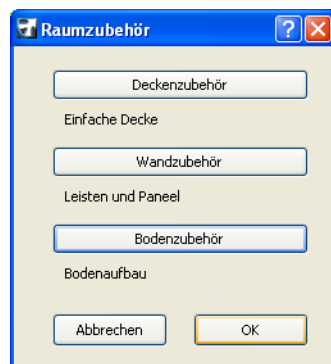 Raumzubehör
Deckenzubehör
Einfache Decke
Wandzubehör
Leisten und Paneel
Bodenzubehör
Bodenaufbau
Abbrechen
OK